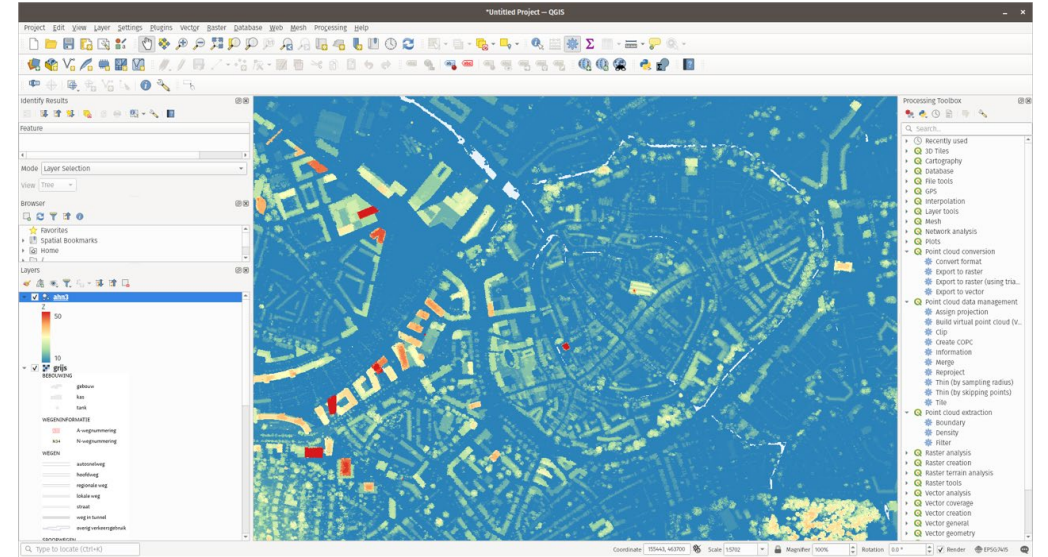 *Untitled Project — QGIS
Project Edit View Layer Settings Plugins Vector Raster Database Web Mesh Processing Help
Identify Results
Feature
Mode Layer Selection
View Tree
Browser
Favorites
Spatial Bookmarks
Home
Layers
ahn3
Z
50
10
grijs
BEBOUWING
gebouw
kas
tank
WEGENINFORMATIE
A-wegnummering
N-wegnummering
WEGEN
autosnelweg
hoofdweg
regionale weg
lokale weg
straat
weg in tunnel
overig verkeersgebruik
SPOORWEGEN
Processing Toolbox
Search...
Recently used
3D Tiles
Cartography
Database
File tools
GPS
Interpolation
Layer tools
Mesh
Network analysis
Plots
Point cloud conversion
Convert format
Export to raster
Export to raster (using tria...
Export to vector
Point cloud data management
Assign projection
Build virtual point cloud (v...
Clip
Create COPC
Information
Merge
Reproject
Thin (by sampling radius)
Thin (by skipping points)
Tile
Point cloud extraction
Boundary
Density
Filter
Raster analysis
Raster creation
Raster terrain analysis
Raster tools
Vector analysis
Vector coverage
Vector creation
Vector general
Vector geometry
Type to locate (Ctrl+K)
Coordinate 155443, 463700 Scale 1:5792 Magnifier 100% Rotation 0.0 ° Render EPSG:7415